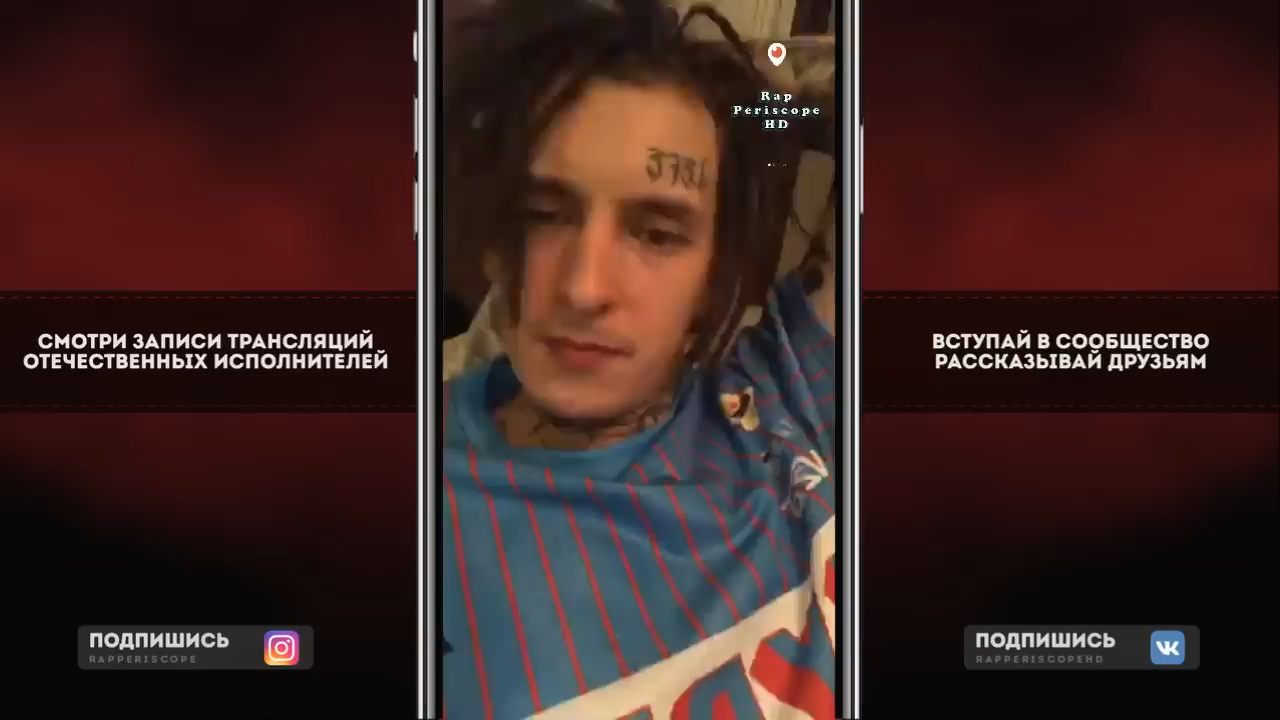 Rap
Periscope
HD
СМОТРИ ЗАПИСИ ТРАНСЛЯЦИЙ
ОТЕЧЕСТВЕННЫХ ИСПОЛНИТЕЛЕЙ
ВСТУПАЙ В СООБЩЕСТВО
РАССКАЗЫВАЙ ДРУЗЬЯМ
ПОДПИШИСЬ
RAPPERISCOPE
ПОДПИШИСЬ
RAPPERISCOPEHD